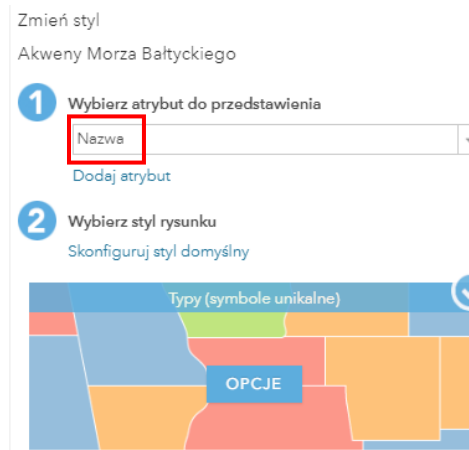 Zmień styl
Akweny Morza Bałtyckiego
1 Wybierz atrybut do przedstawienia
Nazwa
Dodaj atrybut
2 Wybierz styl rysunku
Skonfiguruj styl domyślny
Typy (symbole unikalne)
OPCJE